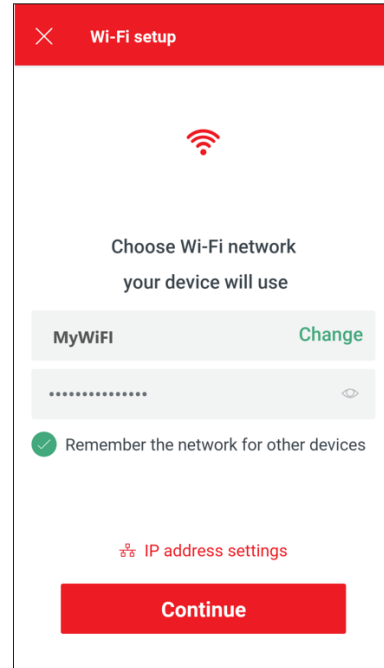 Wi-Fi setup
Choose Wi-Fi network
your device will use
MyWiFI
Change
•••••••••••••••
Remember the network for other devices
IP address settings
Continue